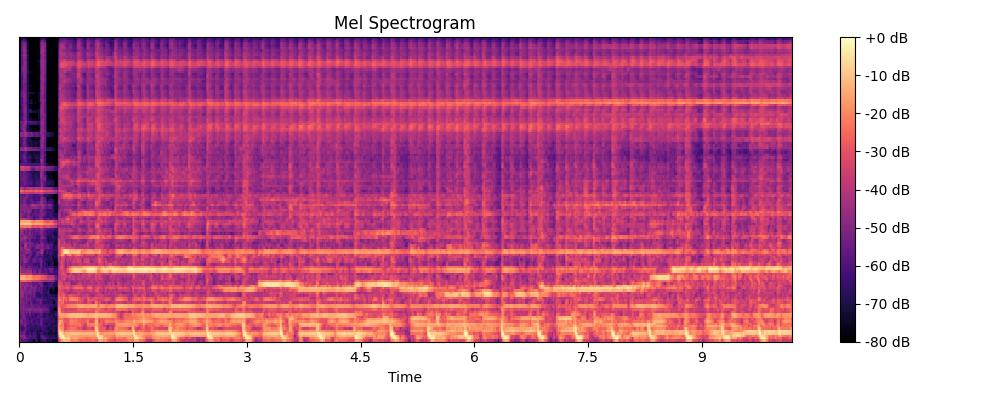 Mel Spectrogram
+0 dB
-10 dB
-20 dB
-30 dB
-40 dB
-50 dB
-60 dB
-70 dB
-80 dB
0 1.5 3 4.5 6 7.5 9
Time